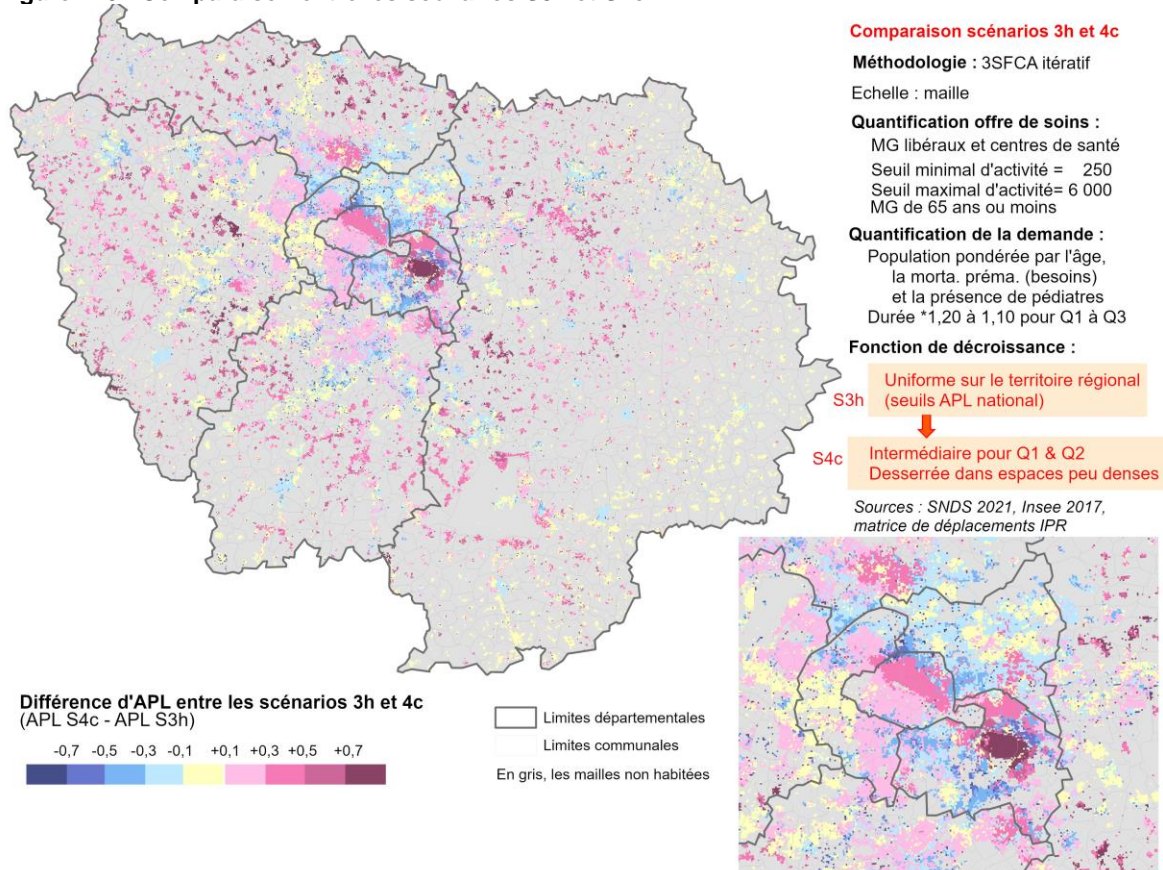 Comparaison scénarios 3h et 4c
Méthodologie : 3SFCA itératif
Echelle : maille
Quantification offre de soins :
MG libéraux et centres de santé
Seuil minimal d'activité = 250
Seuil maximal d'activité= 6 000
MG de 65 ans ou moins
Quantification de la demande :
Population pondérée par l'âge,
la morta. préma. (besoins)
et la présence de pédiatres
Durée *1,20 à 1,10 pour Q1 à Q3
Fonction de décroissance :
S3h
Uniforme sur le territoire régional
(seuils APL national)
S4c
Intermédiaire pour Q1 & Q2
Desserrée dans espaces peu denses
Sources : SNDS 2021, Insee 2017,
matrice de déplacements IPR
Différence d'APL entre les scénarios 3h et 4c
(APL S4c - APL S3h)
-0,7 -0,5 -0,3 -0,1 +0,1 +0,3 +0,5 +0,7
Limites départementales
Limites communales
En gris, les mailles non habitées